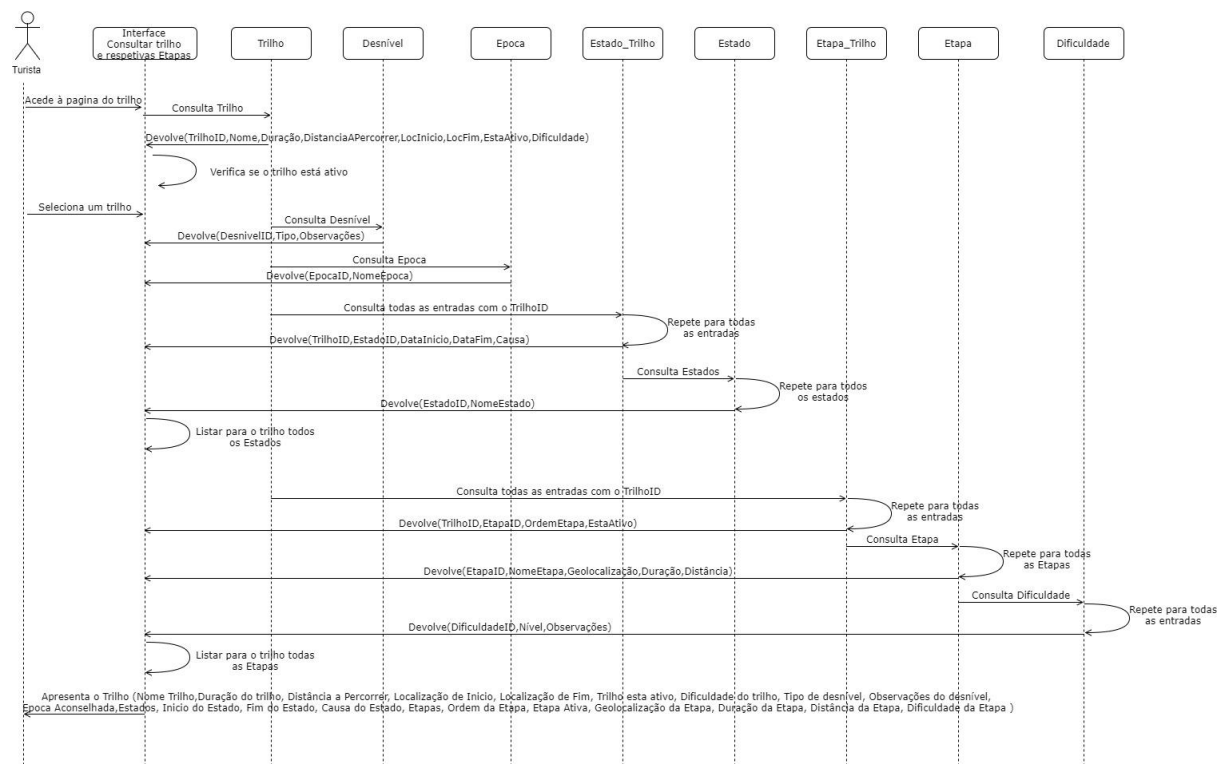 Interface
Consultar trilho
e respetivas Etapas
Trilho
Desnível
Epoca
Estado_Trilho
Estado
Etapa_Trilho
Etapa
Dificuldade
Turista
Acede à pagina do trilho
Consulta Trilho
Devolve(TrilhoID,Nome,Duração,DistanciaAPercorrer,LocInicio,LocFim,EstaAtivo,Dificuldade)
Verifica se o trilho está ativo
Seleciona um trilho
Consulta Desnível
Devolve(DesnivelID,Tipo,Observações)
Consulta Epoca
Devolve(EpocaID,NomeEpoca)
Consulta todas as entradas com o TrilhoID
Repete para todas
as entradas
Devolve(TrilhoID,EstadoID,DataInicio,DataFim,Causa)
Consulta Estados
Repete para todos
os estados
Devolve(EstadoID,NomeEstado)
Listar para o trilho todos
os Estados
Consulta todas as entradas com o TrilhoID
Repete para todas
as entradas
Devolve(TrilhoID,EtapaID,OrdemEtapa,EstaAtivo)
Consulta Etapa
Repete para todas
as Etapas
Devolve(EtapaID,NomeEtapa,Geolocalização,Duração,Distância)
Consulta Dificuldade
Repete para todas
as entradas
Devolve(DificuldadeID,Nível,Observações)
Listar para o trilho todas
as Etapas
Apresenta o Trilho (Nome Trilho,Duração do trilho, Distância a Percorrer, Localização de Inicio, Localização de Fim, Trilho esta ativo, Dificuldade do trilho, Tipo de desnível, Observações do desnível,
Epoca Aconselhada,Estados, Inicio do Estado, Fim do Estado, Causa do Estado, Etapas, Ordem da Etapa, Etapa Ativa, Geolocalização da Etapa, Duração da Etapa, Distância da Etapa, Dificuldade da Etapa )